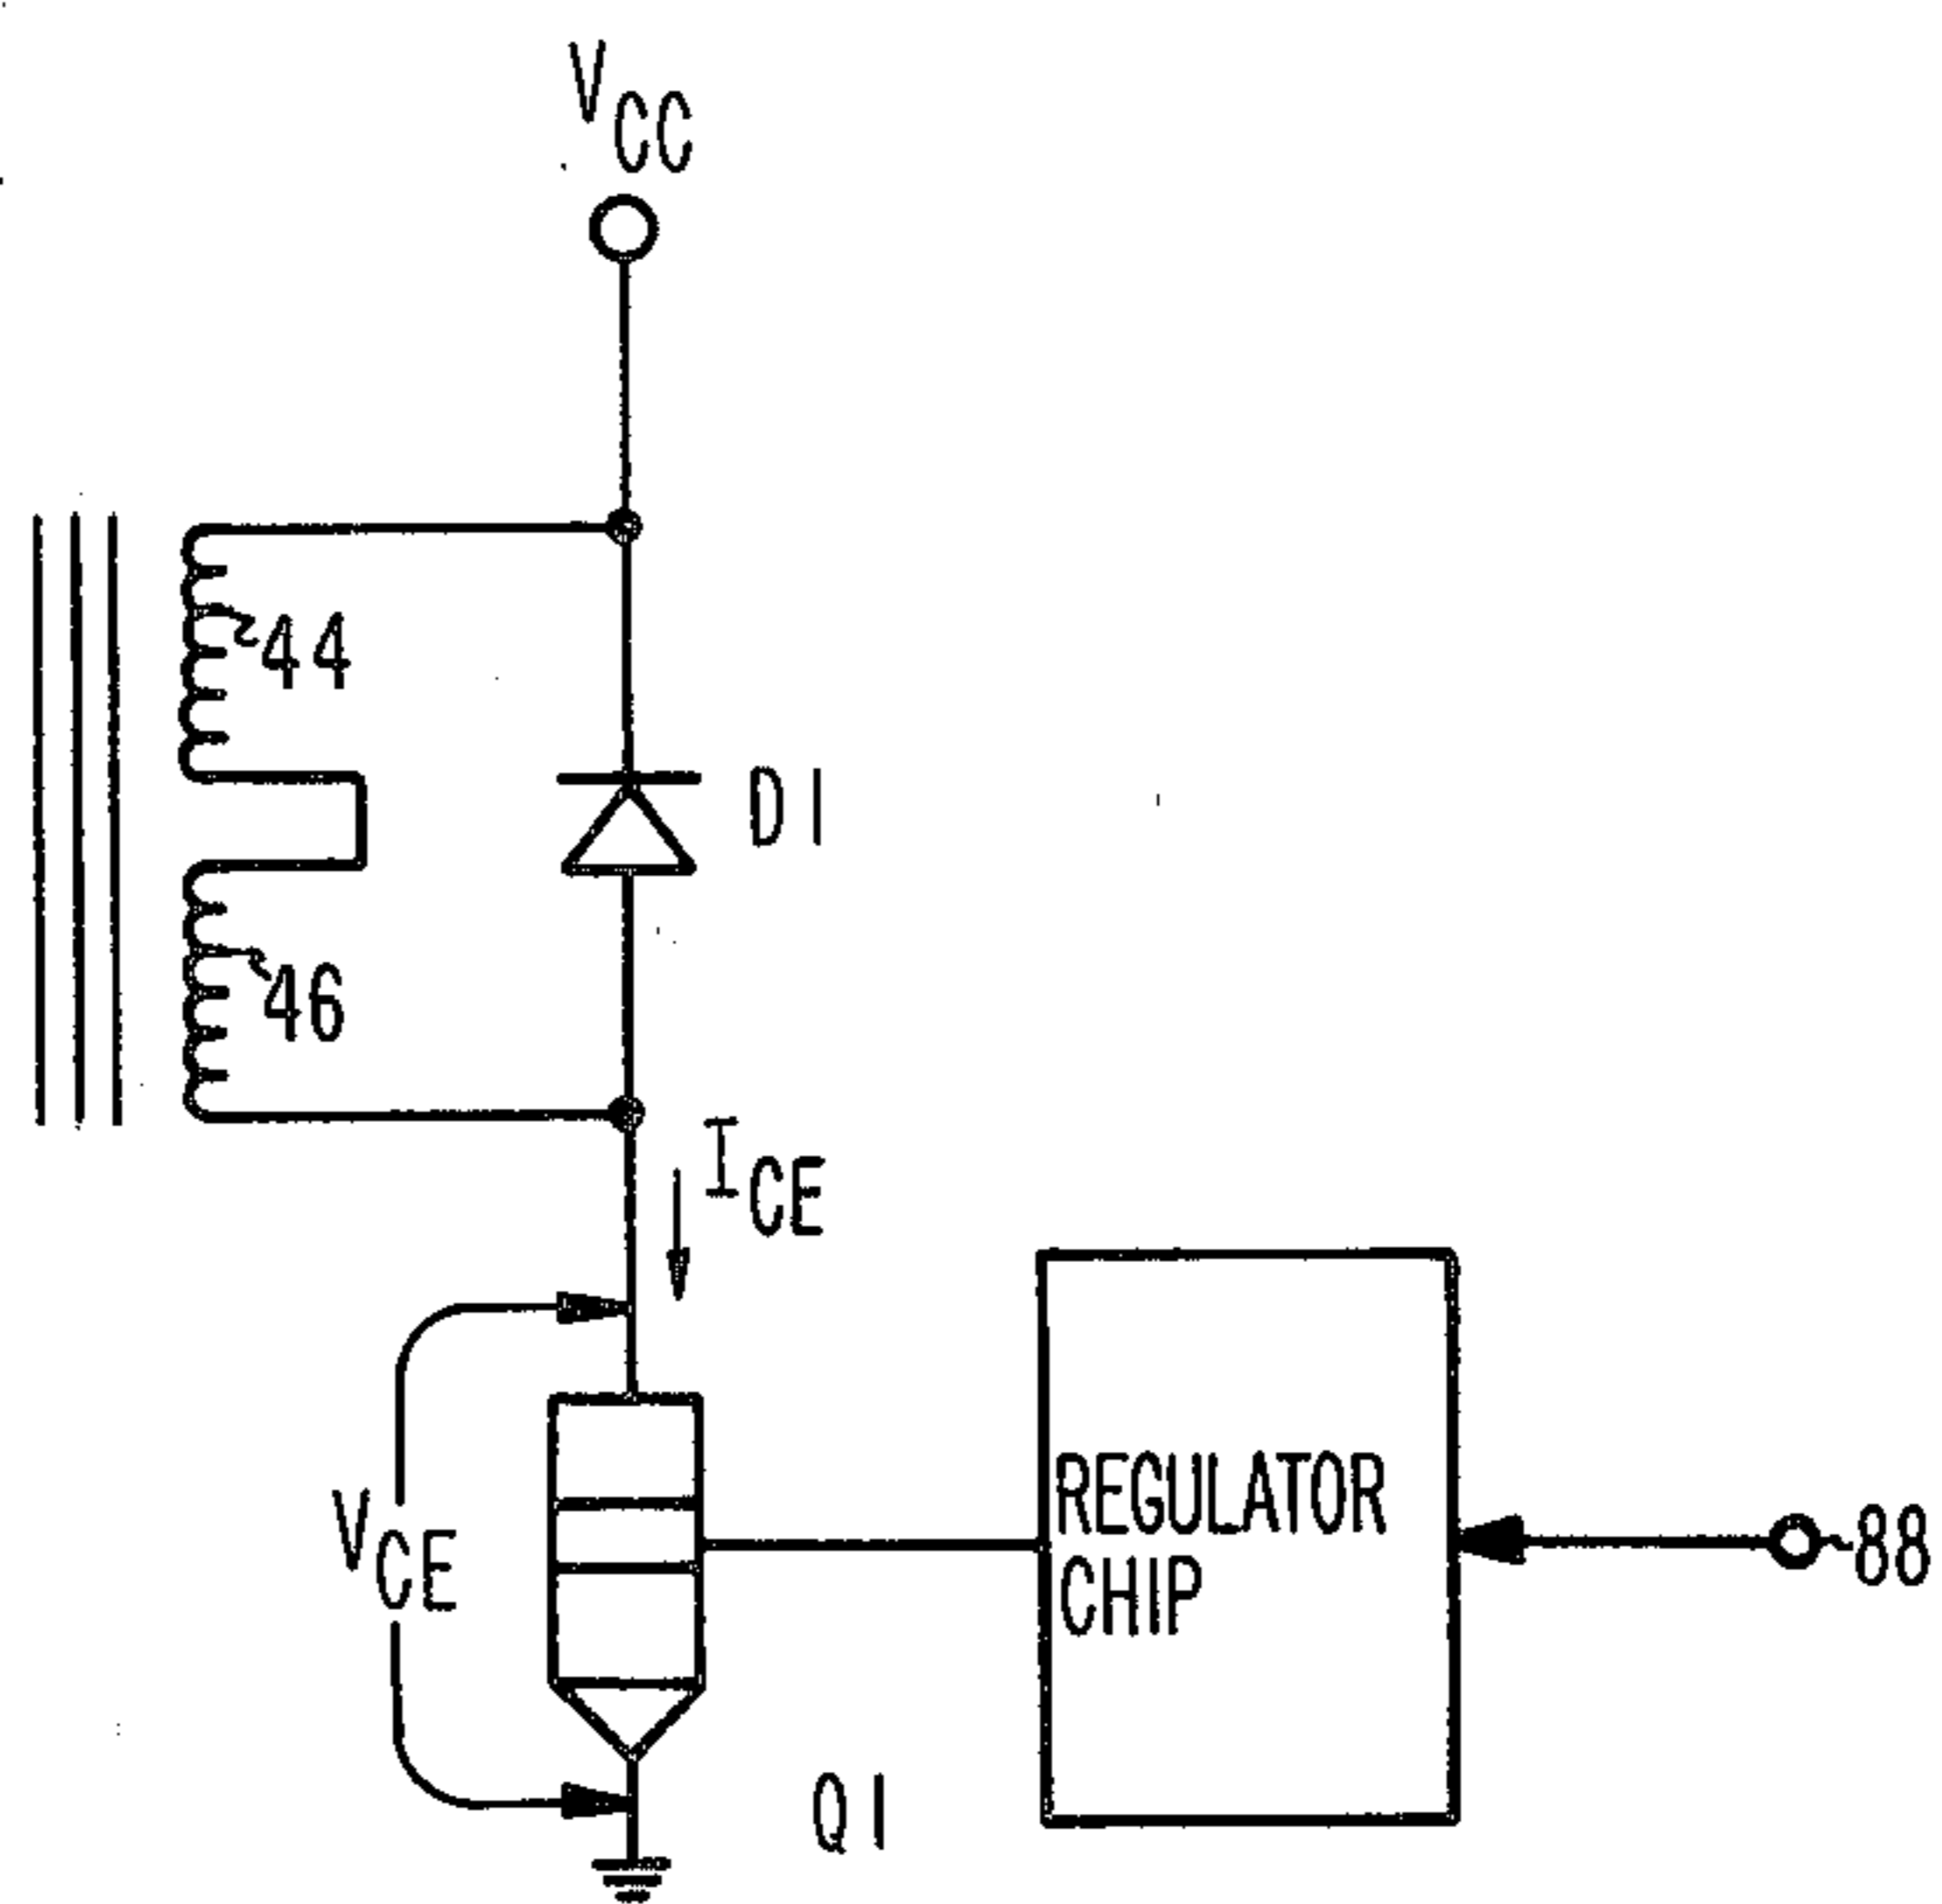 VCC
44
D1
46
ICE
VCE
REGULATOR
CHIP
88
Q1